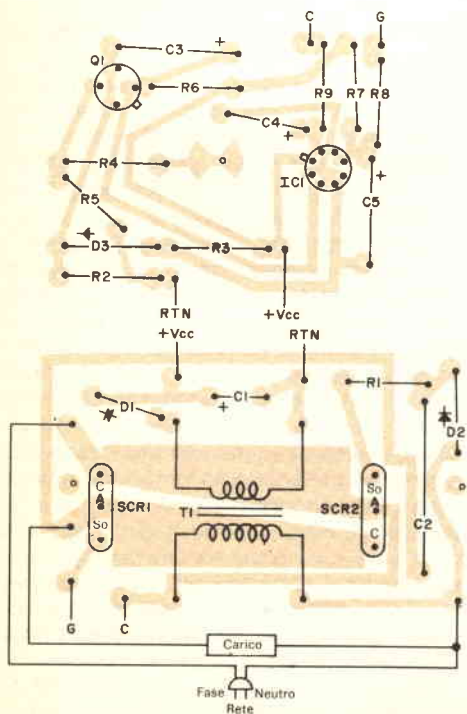 C G
C3 +
Q1
R6 R9 R7 R8
C4 +
R4 IC1 +
R5 C5
D3 R3
R2
RTN +Vcc
+Vcc RTN
R1
D1 C1 D2
+
C So
A SCR1 T1 SCR2 A C2
So C
G C
Carico
Fase Neutro
Rete